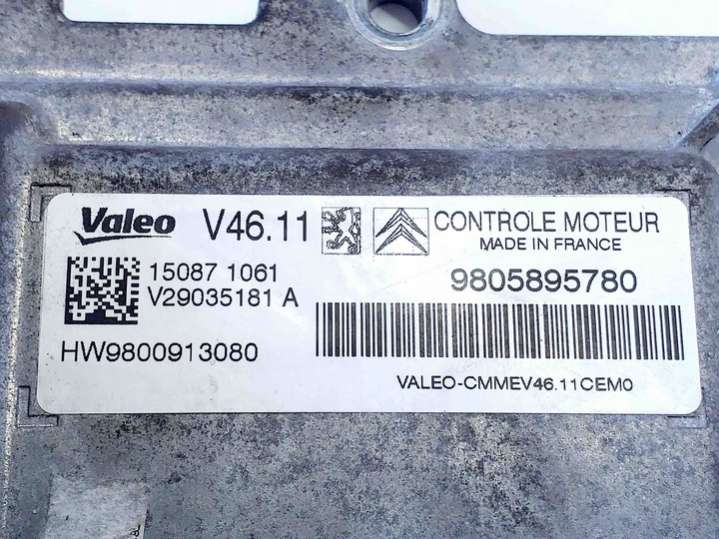 Valeo V46.11 CONTROLE MOTEUR
MADE IN FRANCE
15087 1061
V29035181 A
9805895780
HW9800913080
VALEO-CMMEV46.11CEM0